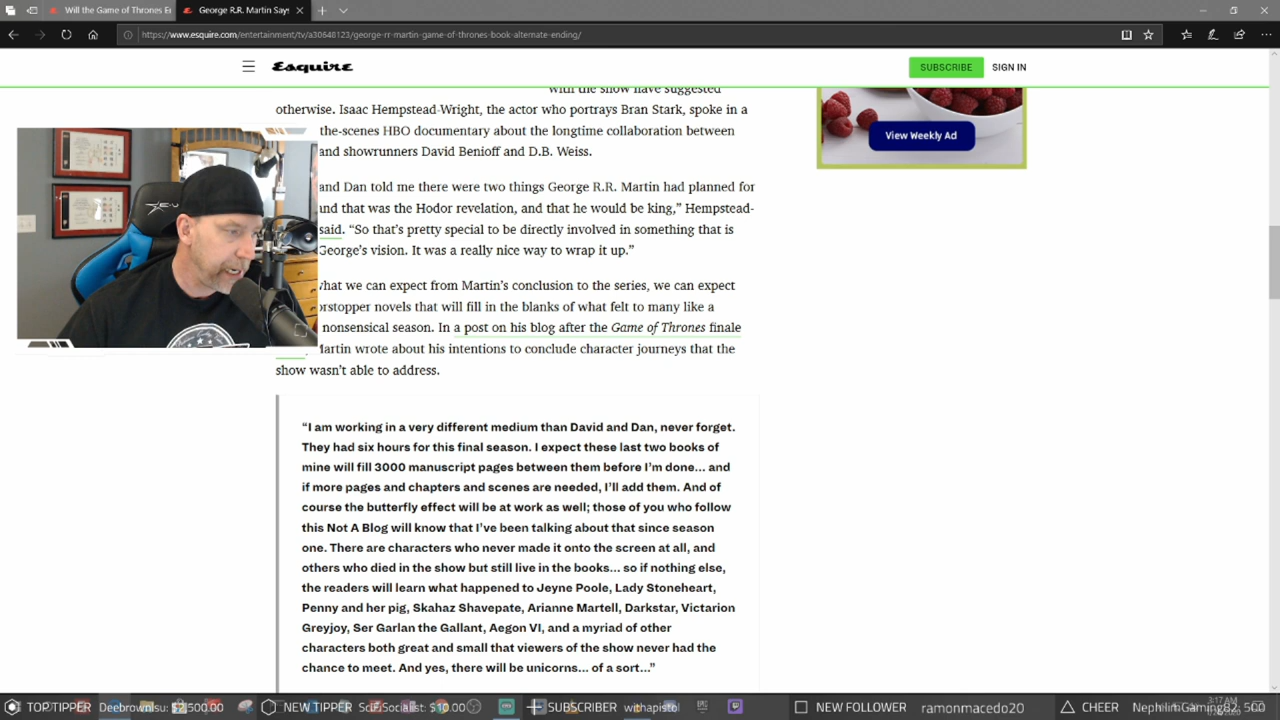 Will the Game of Thrones E
George R.R. Martin Says
https://www.esquire.com/entertainment/tv/a30648123/george-rr-martin-game-of-thrones-book-alternate-ending/
Esquire
SUBSCRIBE
SIGN IN
with the show have suggested
otherwise. Isaac Hempstead-Wright, the actor who portrays Bran Stark, spoke in a
the-scenes HBO documentary about the longtime collaboration between
and showrunners David Benioff and D.B. Weiss.
and Dan told me there were two things George R.R. Martin had planned for
and that was the Hodor revelation, and that he would be king,” Hempstead-
said. “So that’s pretty special to be directly involved in something that is
George’s vision. It was a really nice way to wrap it up.”
what we can expect from Martin’s conclusion to the series, we can expect
rstopper novels that will fill in the blanks of what felt to many like a
nonsensical season. In a post on his blog after the Game of Thrones finale
Martin wrote about his intentions to conclude character journeys that the
show wasn’t able to address.
“I am working in a very different medium than David and Dan, never forget.
They had six hours for this final season. I expect these last two books of
mine will fill 3000 manuscript pages between them before I’m done... and
if more pages and chapters and scenes are needed, I’ll add them. And of
course the butterfly effect will be at work as well; those of you who follow
this Not A Blog will know that I’ve been talking about that since season
one. There are characters who never made it onto the screen at all, and
others who died in the show but still live in the books... so if nothing else,
the readers will learn what happened to Jeyne Poole, Lady Stoneheart,
Penny and her pig, Skahaz Shavepate, Arianne Martell, Darkstar, Victarion
Greyjoy, Ser Garlan the Gallant, Aegon VI, and a myriad of other
characters both great and small that viewers of the show never had the
chance to meet. And yes, there will be unicorns... of a sort...”
View Weekly Ad
TOP TIPPER Deebrownisu: $2,500.00 NEW TIPPER SciFiSocialist: $10.00 SUBSCRIBER withapisto NEW FOLLOWER ramonmacedo20 CHEER NephilimGaming82 500
3:17 AM